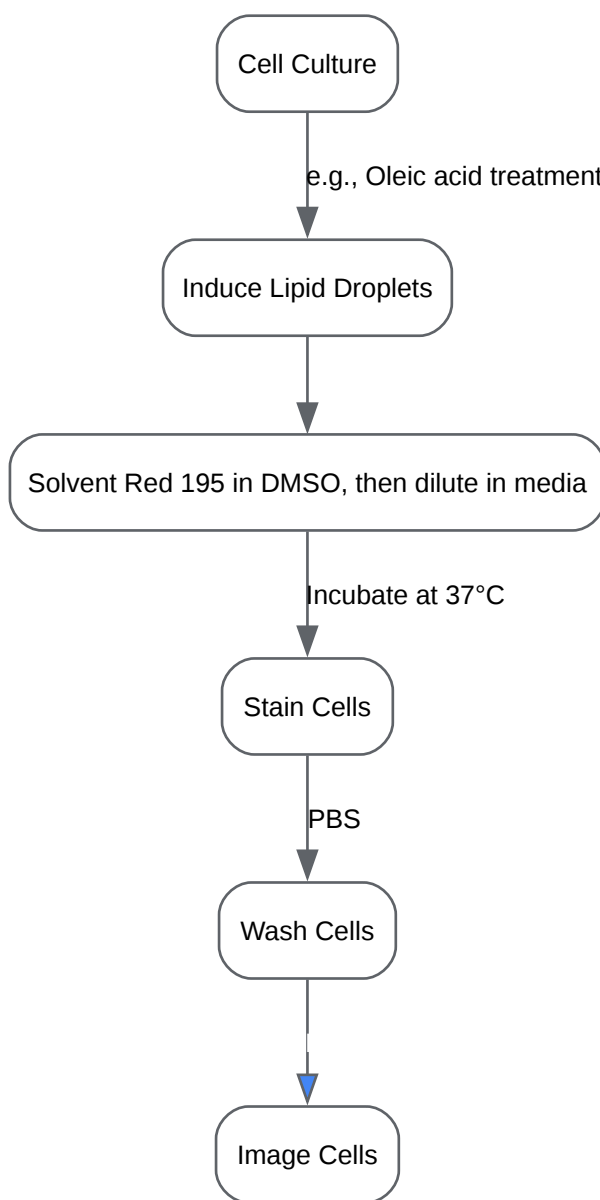 Cell Culture
e.g., Oleic acid treatment
Induce Lipid Droplets
Solvent Red 195 in DMSO, then dilute in media
Incubate at 37°C
Stain Cells
PBS
Wash Cells
Image Cells